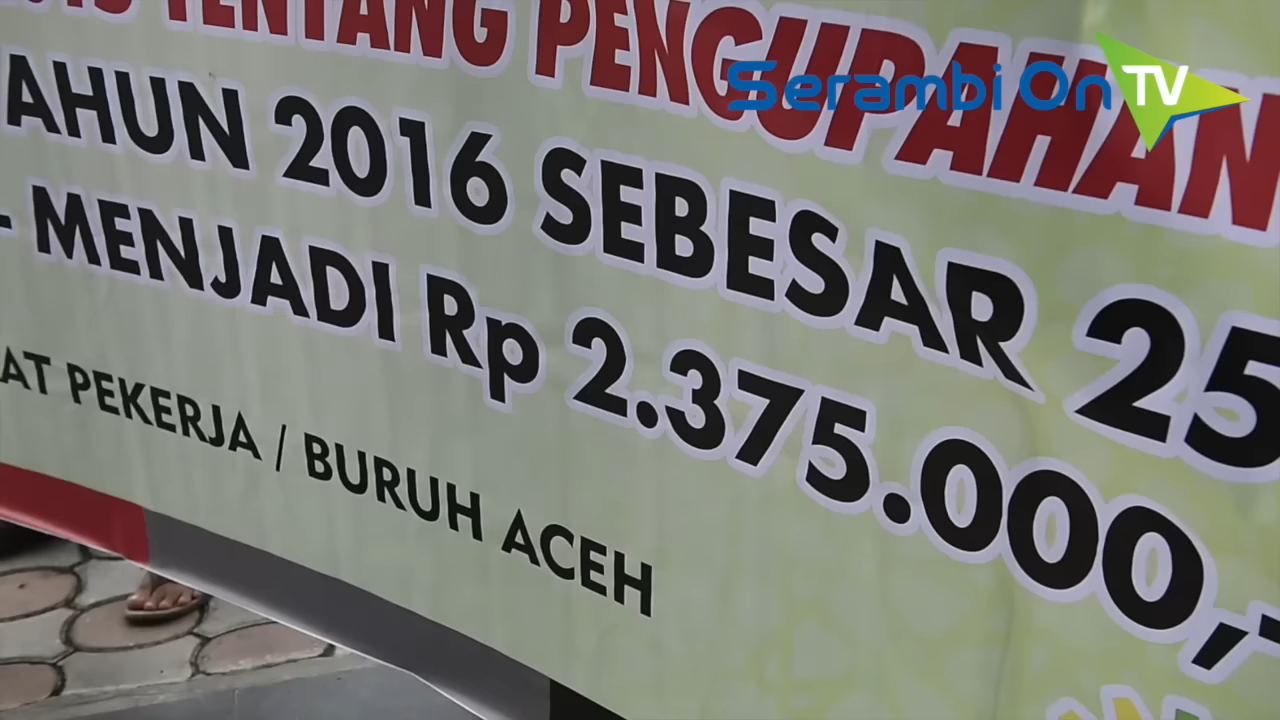 TENTANG PENGUPAHAN
Serambi On TV
AHUN 2016 SEBESAR 25
- MENJADI Rp 2.375.000,-
AT PEKERJA / BURUH ACEH